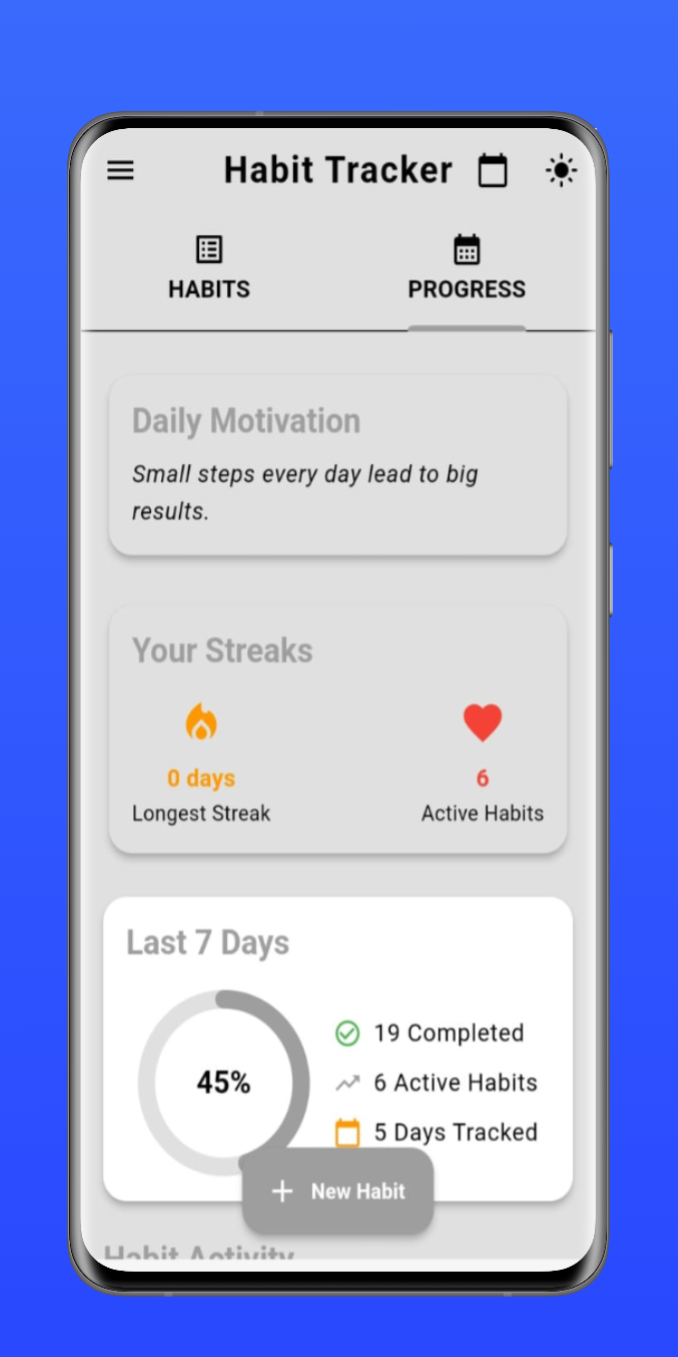 Habit Tracker
HABITS
PROGRESS
Daily Motivation
Small steps every day lead to big
results.
Your Streaks
0 days
6
Longest Streak
Active Habits
Last 7 Days
45%
19 Completed
6 Active Habits
5 Days Tracked
New Habit
Habit Activity